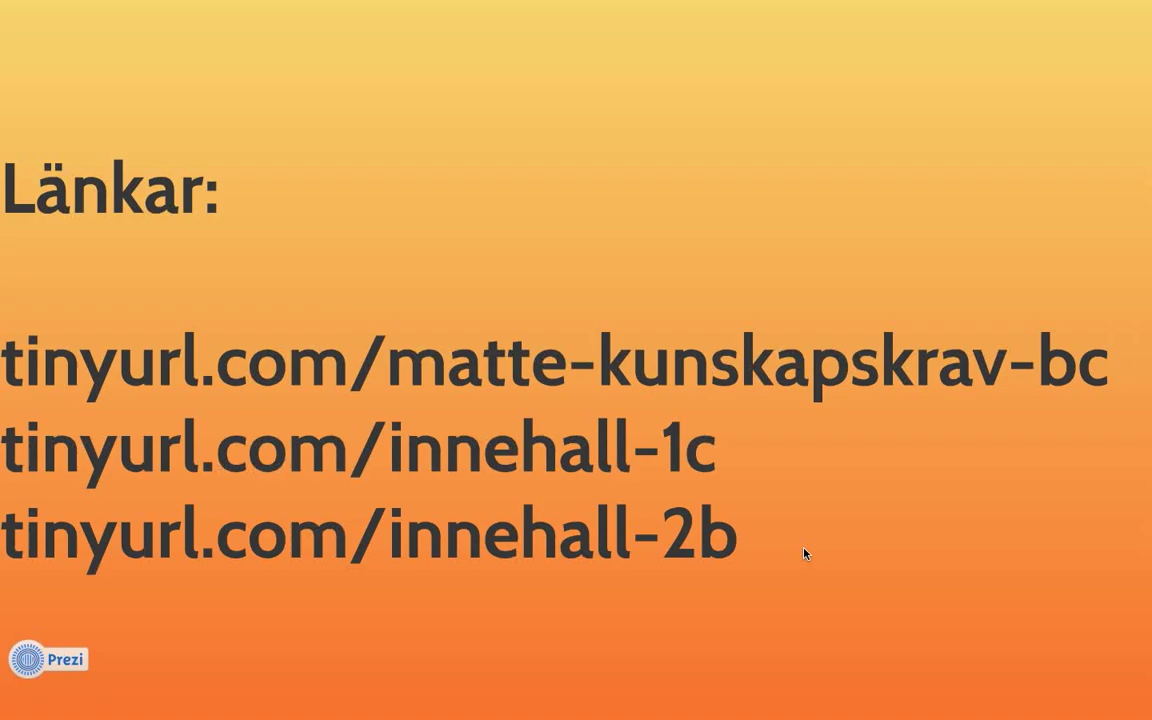 Länkar:
tinyurl.com/matte-kunskapskrav-bc
tinyurl.com/innehall-1c
tinyurl.com/innehall-2b
Prezi